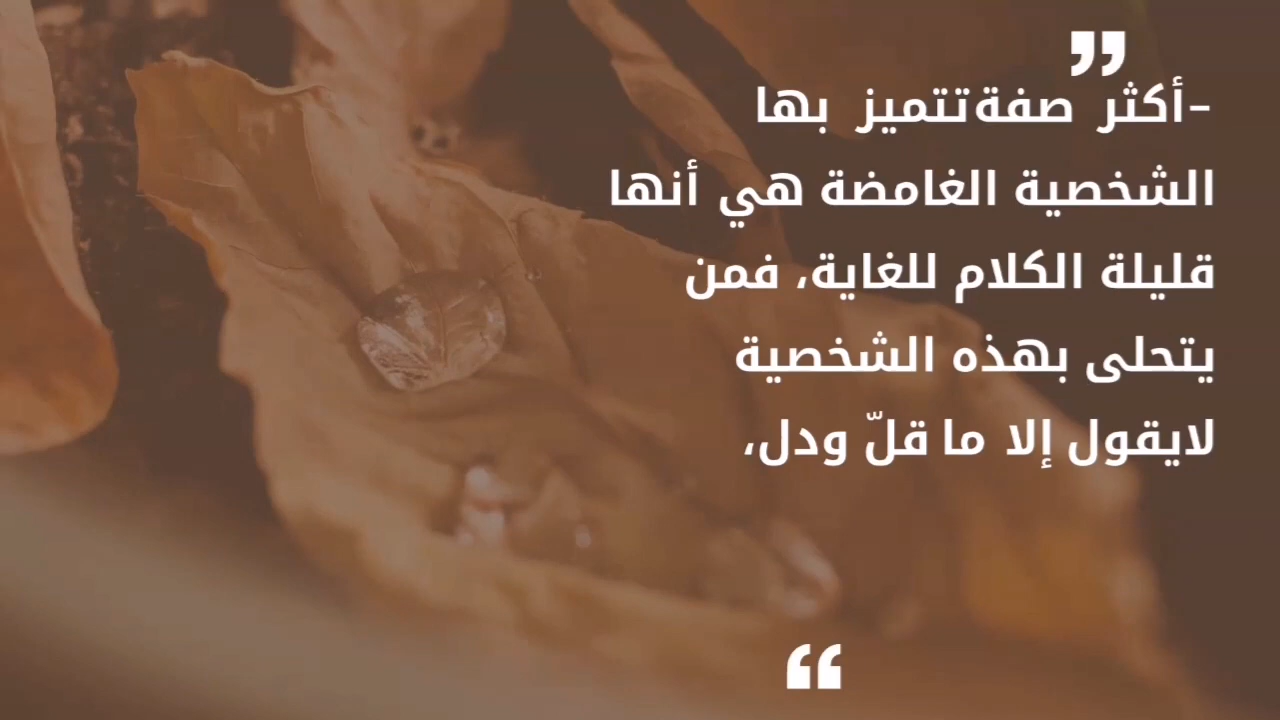 ”
-أكثر صفةتتميز بها
الشخصية الغامضة هي أنها
قليلة الكلام للغاية، فمن
يتحلى بهذه الشخصية
لايقول إلا ما قلّ ودل،
“